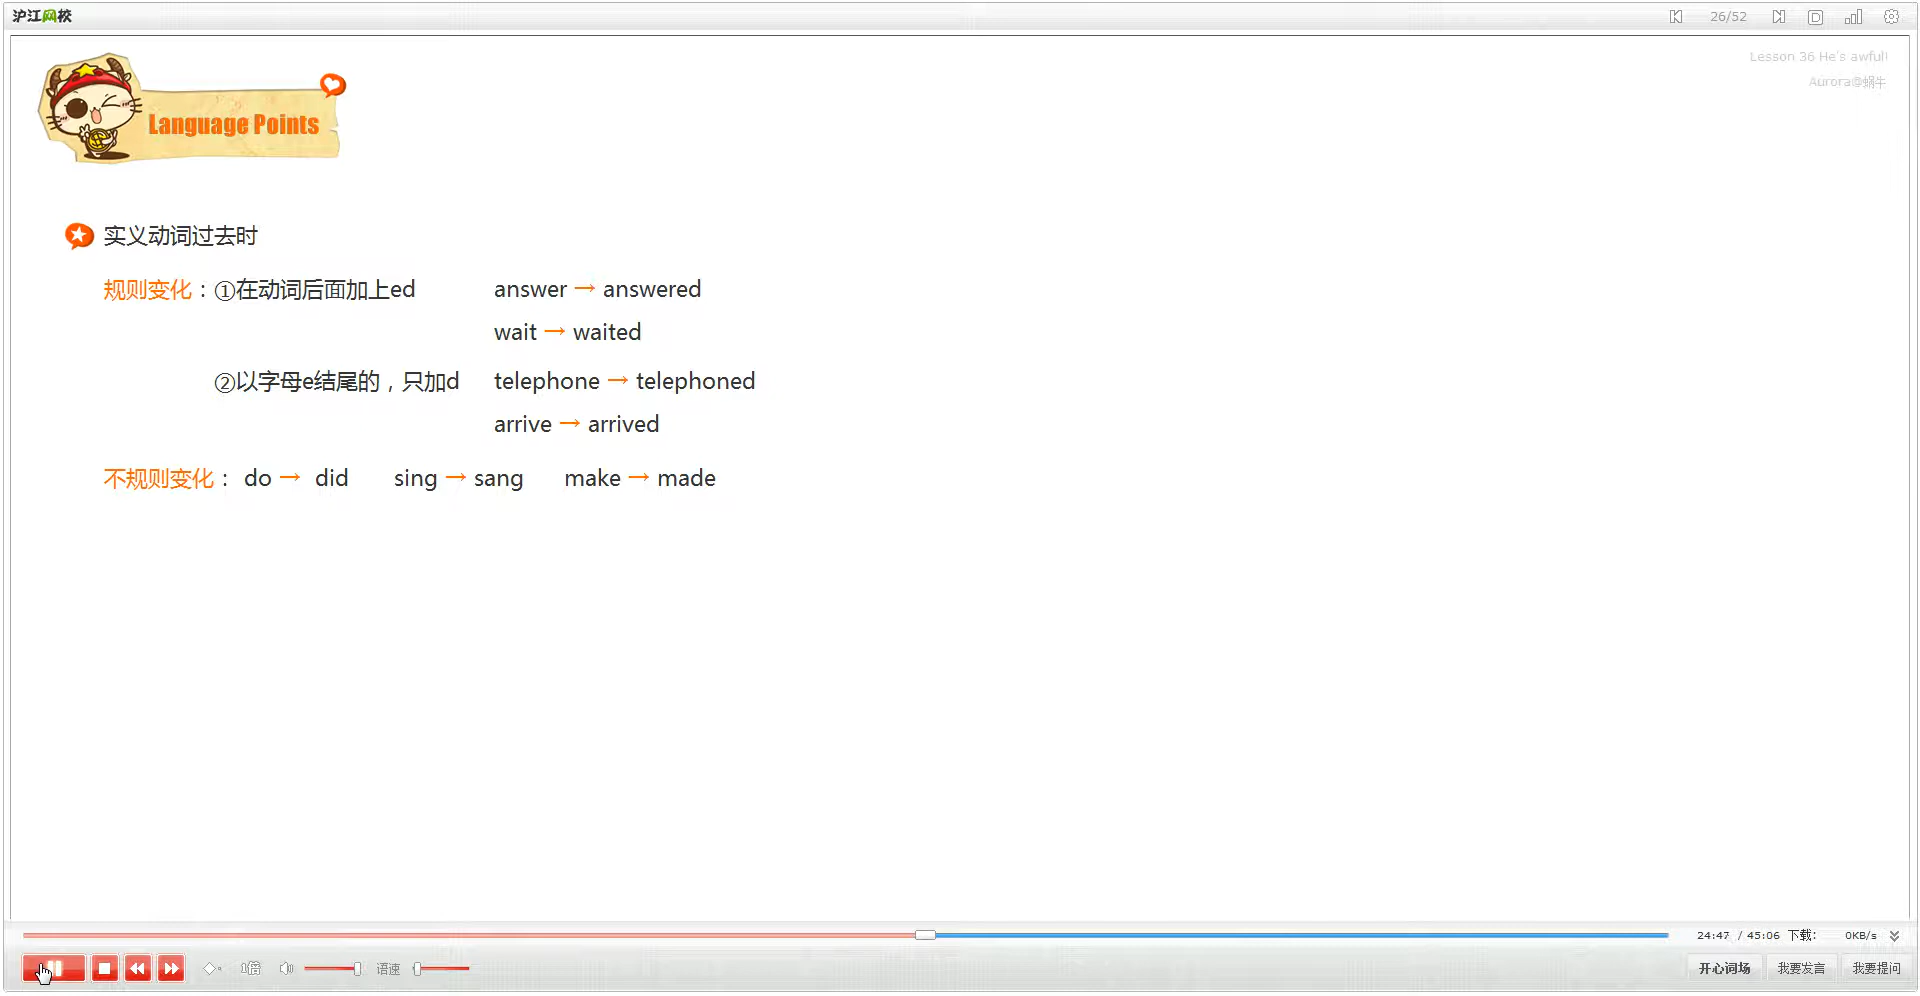 沪江网校
26/52
Lesson 36 He's awful!
Aurora@蜗牛
Language Points
实义动词过去时
规则变化：①在动词后面加上ed answer → answered
wait → waited
②以字母e结尾的，只加d telephone → telephoned
arrive → arrived
不规则变化： do → did sing → sang make → made
24:47 / 45:06 下载: 0KB/s
1倍 语速 开心词场 我要发言 我要提问